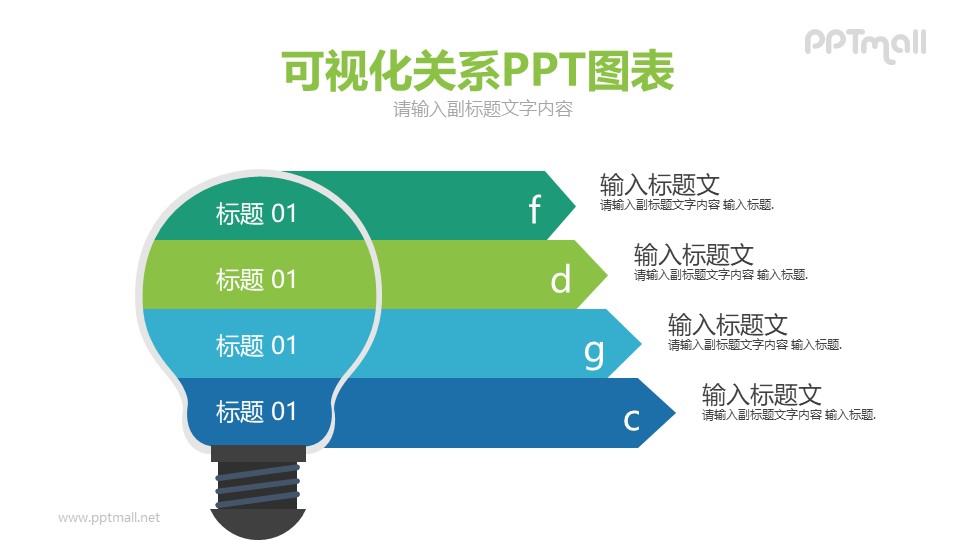 PPTmall
可视化关系PPT图表
请输入副标题文字内容
标题 01
f
输入标题文
请输入副标题文字内容 输入标题.
标题 01
d
输入标题文
请输入副标题文字内容 输入标题.
标题 01
g
输入标题文
请输入副标题文字内容 输入标题.
标题 01
c
输入标题文
请输入副标题文字内容 输入标题.
www.pptmall.net